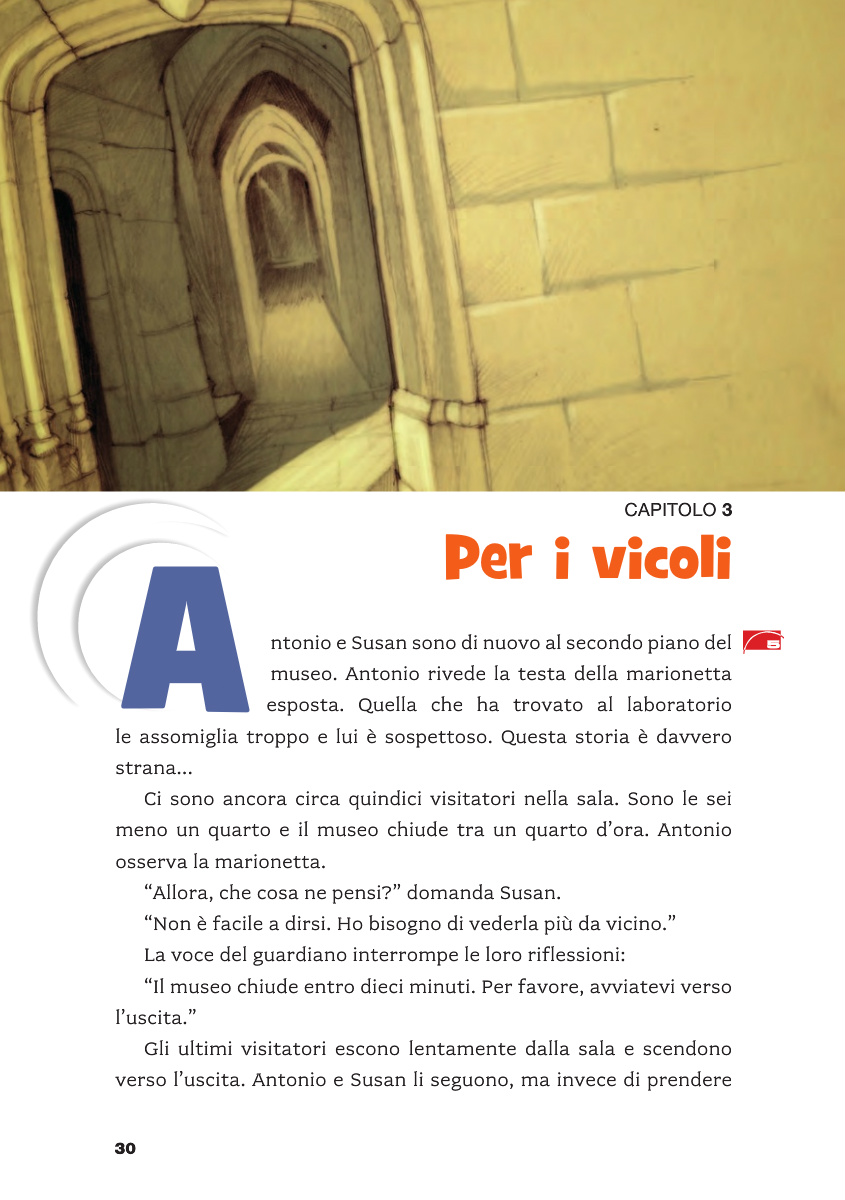 CAPITOLO 3
Per i vicoli
Antonio e Susan sono di nuovo al secondo piano del
5
museo. Antonio rivede la testa della marionetta
esposta. Quella che ha trovato al laboratorio
le assomiglia troppo e lui è sospettoso. Questa storia è davvero
strana...
Ci sono ancora circa quindici visitatori nella sala. Sono le sei
meno un quarto e il museo chiude tra un quarto d’ora. Antonio
osserva la marionetta.
“Allora, che cosa ne pensi?” domanda Susan.
“Non è facile a dirsi. Ho bisogno di vederla più da vicino.”
La voce del guardiano interrompe le loro riflessioni:
“Il museo chiude entro dieci minuti. Per favore, avviatevi verso
l’uscita.”
Gli ultimi visitatori escono lentamente dalla sala e scendono
verso l’uscita. Antonio e Susan li seguono, ma invece di prendere
30